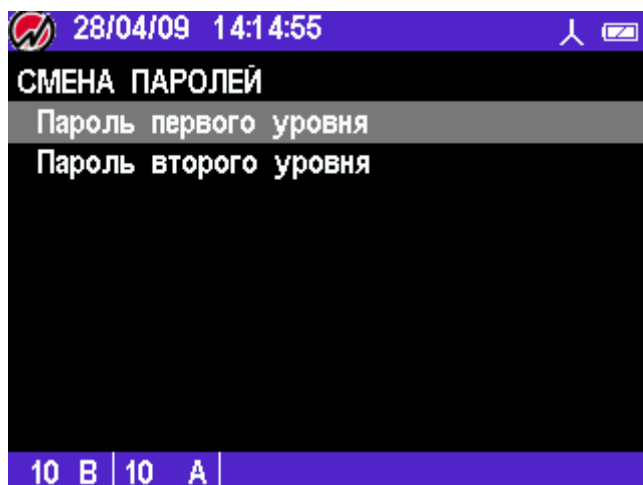 28/04/09 14:14:55
СМЕНА ПАРОЛЕЙ
Пароль первого уровня
Пароль второго уровня
10 В 10 А